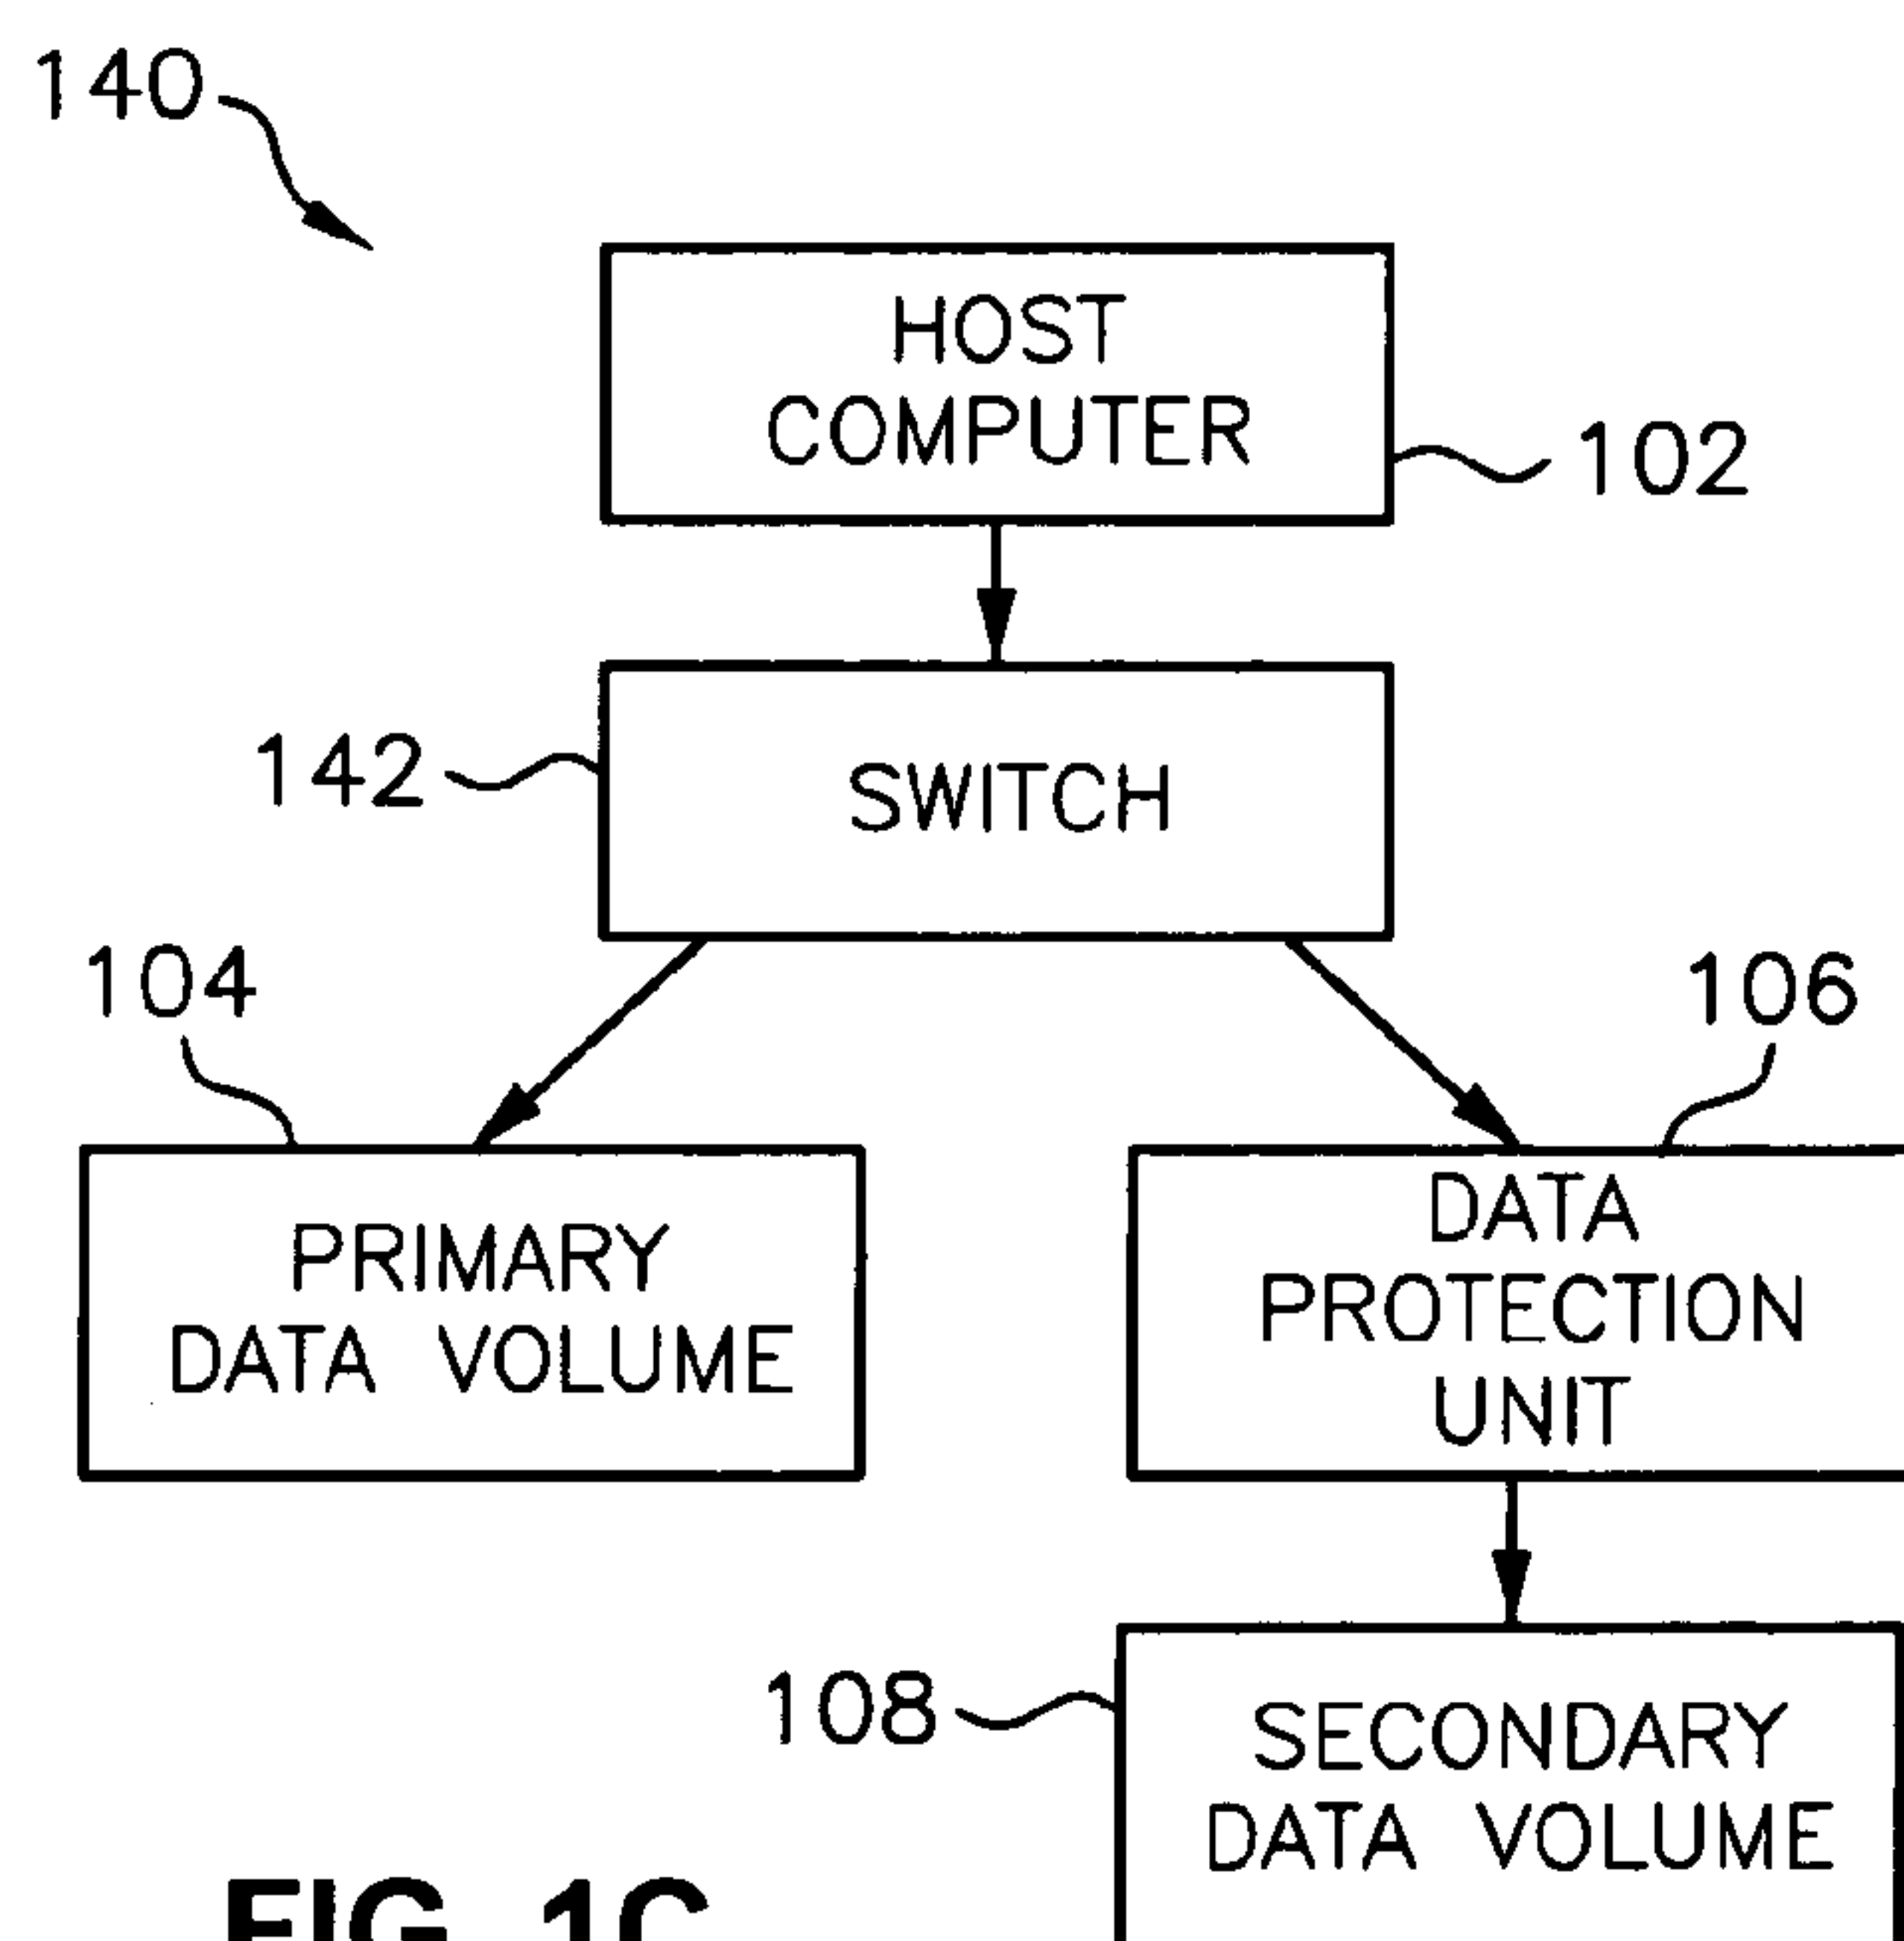 140
HOST
COMPUTER
102
142
SWITCH
104
106
PRIMARY
DATA VOLUME
DATA
PROTECTION
UNIT
108
SECONDARY
DATA VOLUME
FIG. 1C